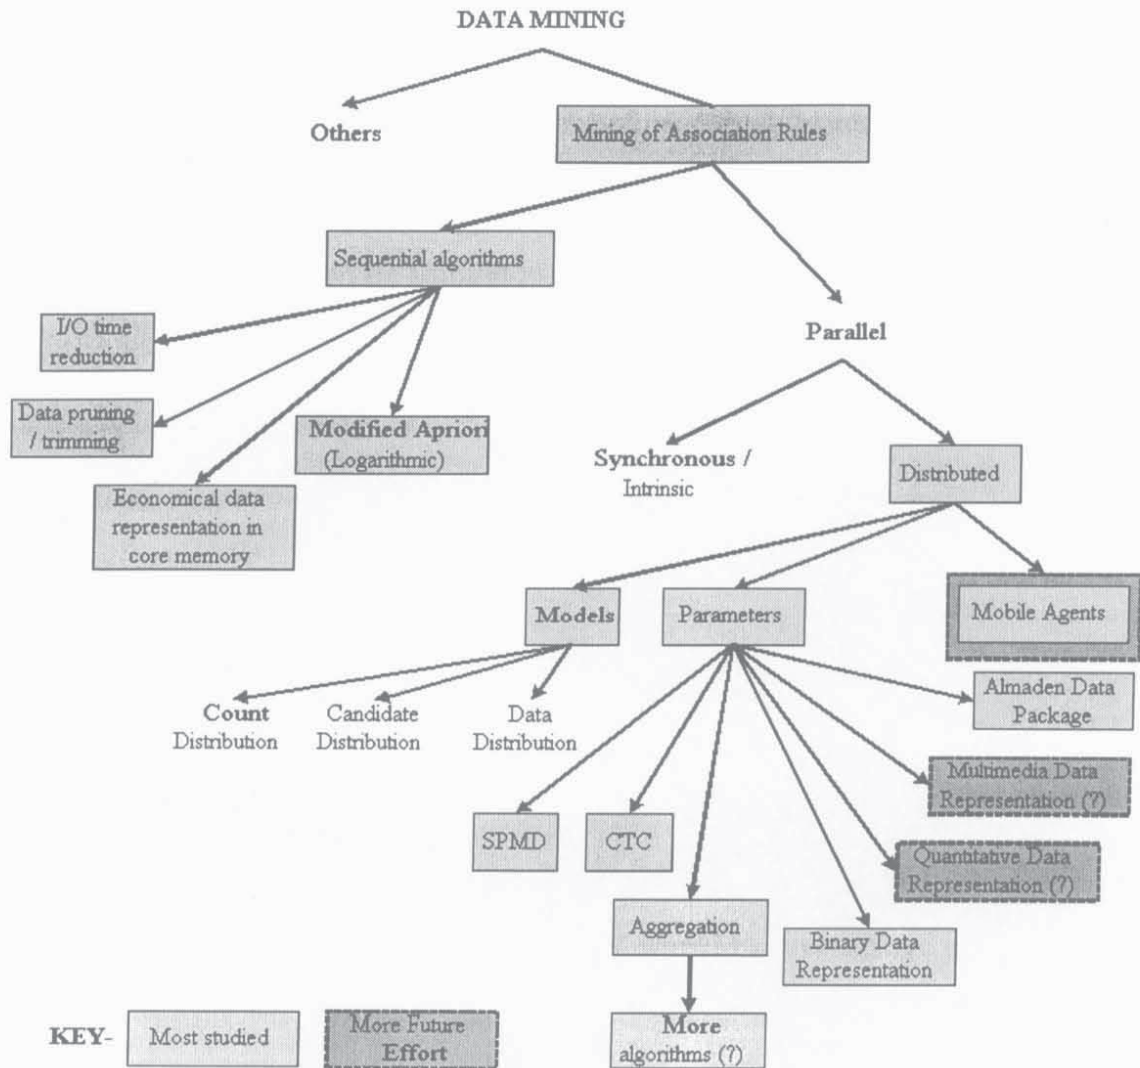 DATA MINING
Others
Mining of Association Rules
Sequential algorithms
I/O time
reduction
Parallel
Data pruning
/ trimming
Modified Apriori
(Logarithmic)
Synchronous /
Intrinsic
Distributed
Economical data
representation in
core memory
Models
Parameters
Mobile Agents
Count
Distribution
Candidate
Distribution
Data
Distribution
Almaden Data
Package
Multimedia Data
Representation (?)
SPMD
CTC
Quantitative Data
Representation (?)
Aggregation
Binary Data
Representation
KEY-
Most studied
More Future
Effort
More
algorithms (?)